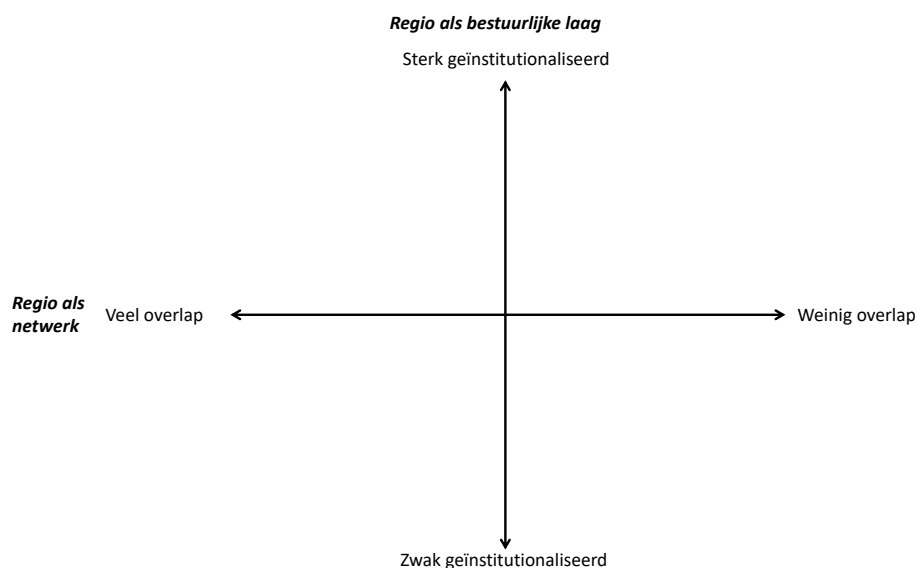 Regio als bestuurlijke laag
Sterk geïnstitutionaliseerd
Regio als
netwerk
Veel overlap
Weinig overlap
Zwak geïnstitutionaliseerd